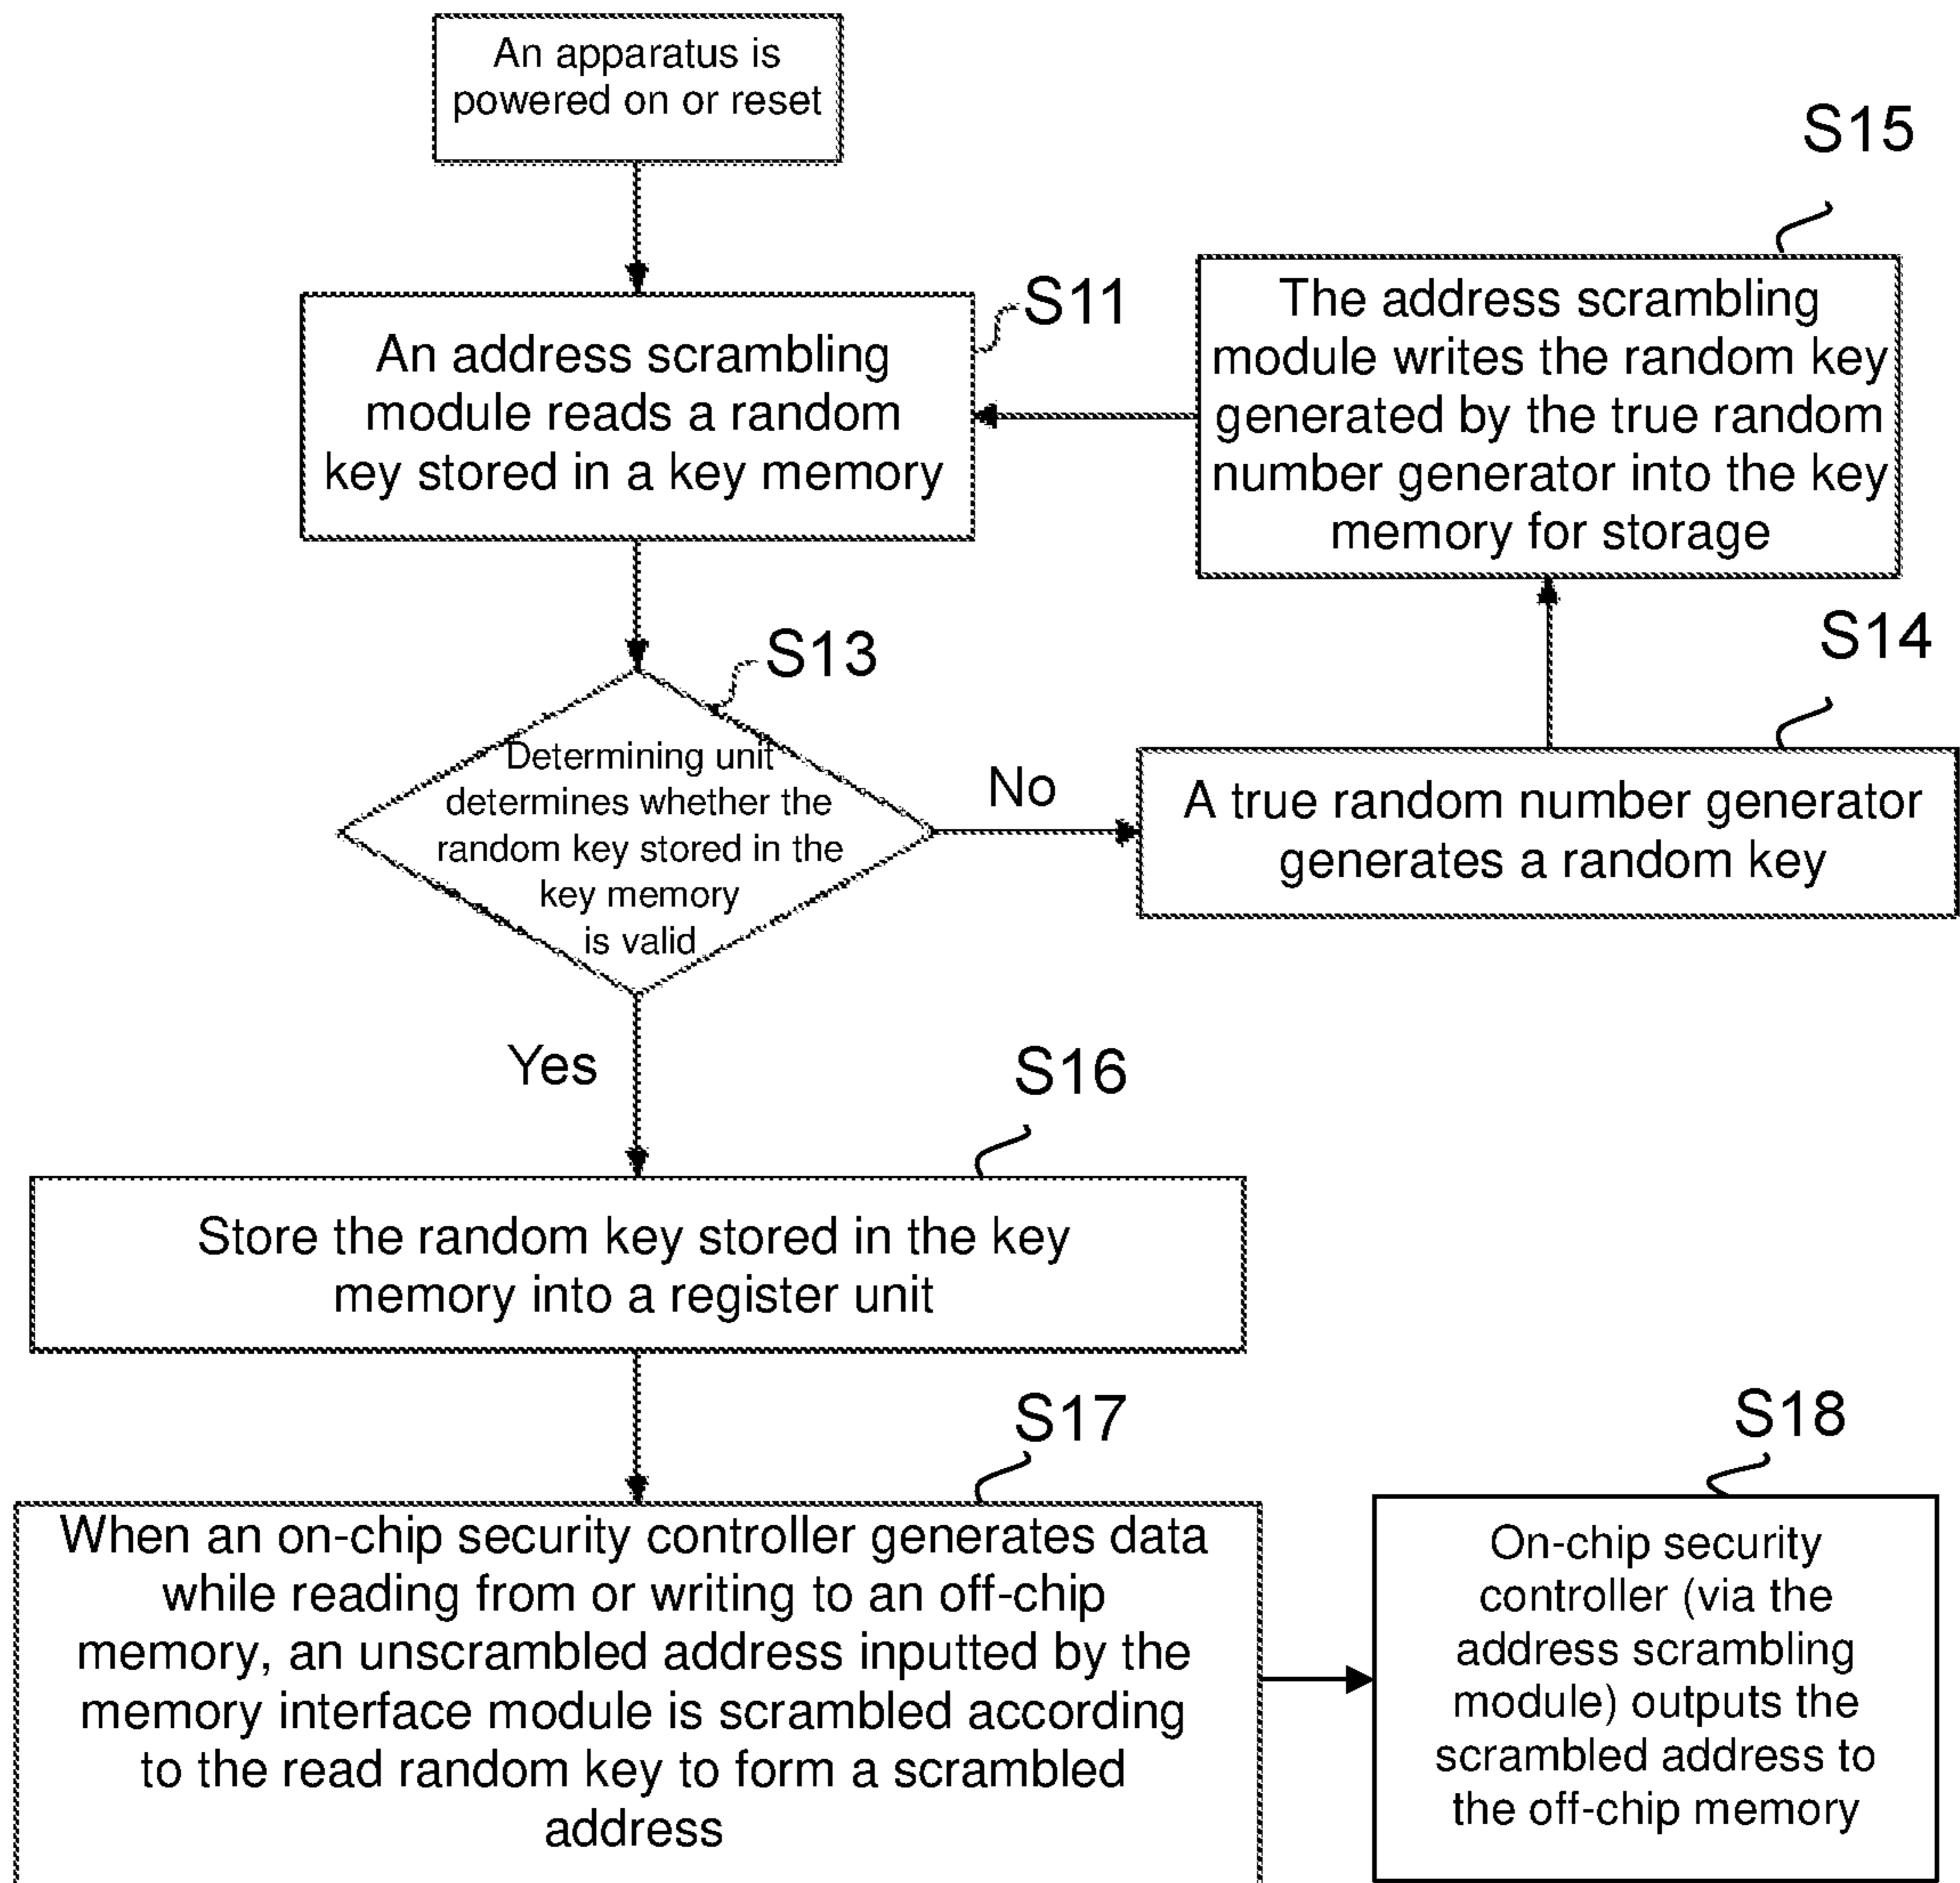 An apparatus is
powered on or reset
S11
An address scrambling
module reads a random
key stored in a key memory
S15
The address scrambling
module writes the random key
generated by the true random
number generator into the key
memory for storage
S13
Determining unit
determines whether the
random key stored in the
key memory
is valid
No
S14
A true random number generator
generates a random key
Yes
S16
Store the random key stored in the key
memory into a register unit
S17
When an on-chip security controller generates data
while reading from or writing to an off-chip
memory, an unscrambled address inputted by the
memory interface module is scrambled according
to the read random key to form a scrambled
address
S18
On-chip security
controller (via the
address scrambling
module) outputs the
scrambled address to
the off-chip memory